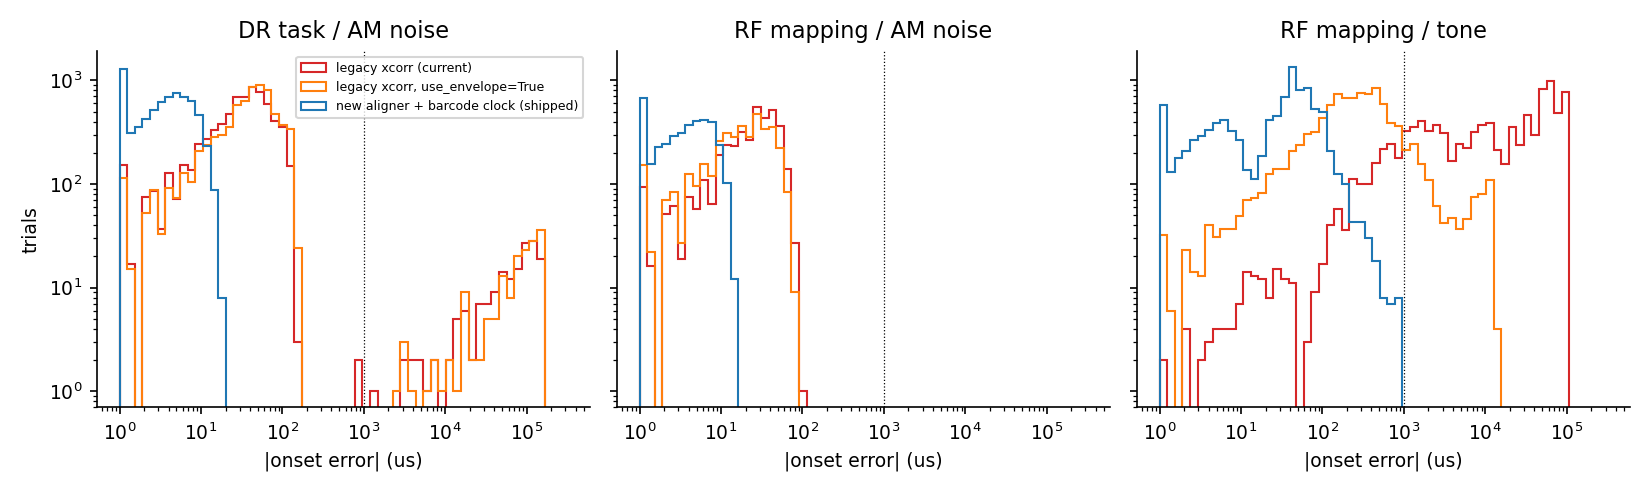 DR task / AM noise
RF mapping / AM noise
RF mapping / tone
legacy xcorr (current)
legacy xcorr, use_envelope=True
new aligner + barcode clock (shipped)
trials
10³
10²
10¹
10⁰
10⁰ 10¹ 10² 10³ 10⁴ 10⁵
10⁰ 10¹ 10² 10³ 10⁴ 10⁵
10⁰ 10¹ 10² 10³ 10⁴ 10⁵
|onset error| (us)
|onset error| (us)
|onset error| (us)